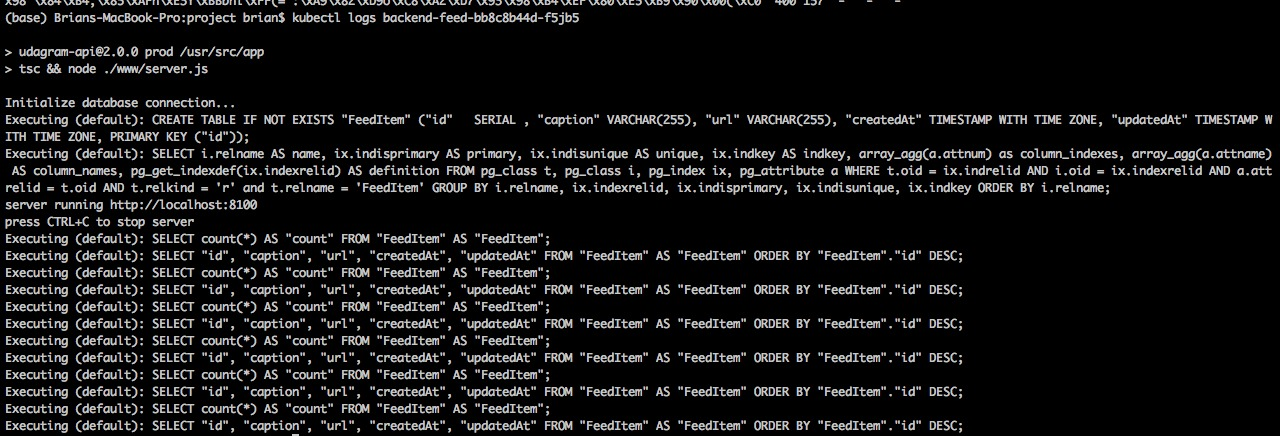 (base) Brians-MacBook-Pro:project brian$ kubectl logs backend-feed-bb8c8b44d-f5jb5
> udagram-api@2.0.0 prod /usr/src/app
> tsc && node ./www/server.js
Initialize database connection...
Executing (default): CREATE TABLE IF NOT EXISTS "FeedItem" ("id"   SERIAL , "caption" VARCHAR(255), "url" VARCHAR(255), "createdAt" TIMESTAMP WITH TIME ZONE, "updatedAt" TIMESTAMP W
ITH TIME ZONE, PRIMARY KEY ("id"));
Executing (default): SELECT i.relname AS name, ix.indisprimary AS primary, ix.indisunique AS unique, ix.indkey AS indkey, array_agg(a.attnum) as column_indexes, array_agg(a.attname)
 AS column_names, pg_get_indexdef(ix.indexrelid) AS definition FROM pg_class t, pg_class i, pg_index ix, pg_attribute a WHERE t.oid = ix.indrelid AND i.oid = ix.indexrelid AND a.att
relid = t.oid AND t.relkind = 'r' and t.relname = 'FeedItem' GROUP BY i.relname, ix.indexrelid, ix.indisprimary, ix.indisunique, ix.indkey ORDER BY i.relname;
server running http://localhost:8100
press CTRL+C to stop server
Executing (default): SELECT count(*) AS "count" FROM "FeedItem" AS "FeedItem";
Executing (default): SELECT "id", "caption", "url", "createdAt", "updatedAt" FROM "FeedItem" AS "FeedItem" ORDER BY "FeedItem"."id" DESC;
Executing (default): SELECT count(*) AS "count" FROM "FeedItem" AS "FeedItem";
Executing (default): SELECT "id", "caption", "url", "createdAt", "updatedAt" FROM "FeedItem" AS "FeedItem" ORDER BY "FeedItem"."id" DESC;
Executing (default): SELECT count(*) AS "count" FROM "FeedItem" AS "FeedItem";
Executing (default): SELECT "id", "caption", "url", "createdAt", "updatedAt" FROM "FeedItem" AS "FeedItem" ORDER BY "FeedItem"."id" DESC;
Executing (default): SELECT count(*) AS "count" FROM "FeedItem" AS "FeedItem";
Executing (default): SELECT "id", "caption", "url", "createdAt", "updatedAt" FROM "FeedItem" AS "FeedItem" ORDER BY "FeedItem"."id" DESC;
Executing (default): SELECT count(*) AS "count" FROM "FeedItem" AS "FeedItem";
Executing (default): SELECT "id", "caption", "url", "createdAt", "updatedAt" FROM "FeedItem" AS "FeedItem" ORDER BY "FeedItem"."id" DESC;
Executing (default): SELECT count(*) AS "count" FROM "FeedItem" AS "FeedItem";
Executing (default): SELECT "id", "caption", "url", "createdAt", "updatedAt" FROM "FeedItem" AS "FeedItem" ORDER BY "FeedItem"."id" DESC;